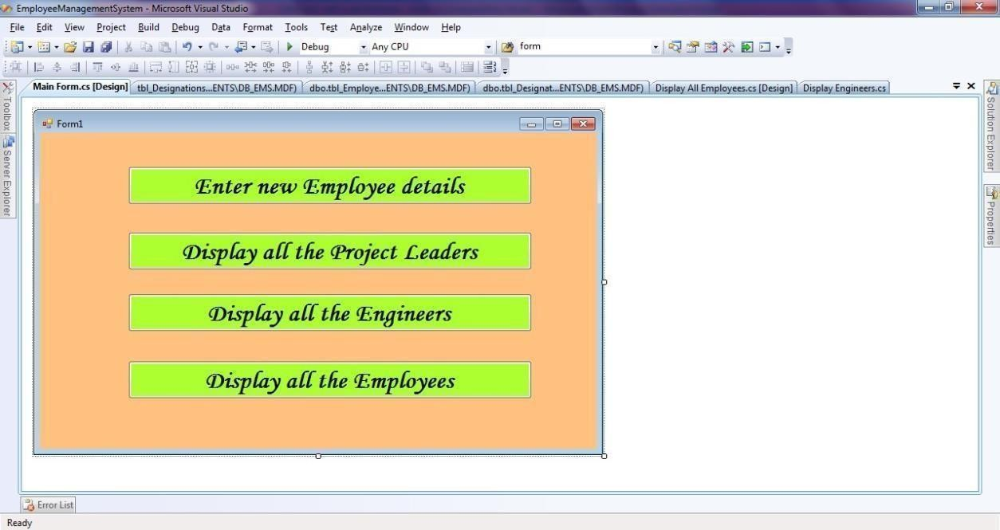 EmployeeManagementSystem - Microsoft Visual Studio
File Edit View Project Build Debug Data Format Tools Test Analyze Window Help
Debug Any CPU form
Main Form.cs [Design] tbl_Designations...ENTS\DB_EMS.MDF) dbo.tbl_Employe...ENTS\DB_EMS.MDF) dbo.tbl_Designat...ENTS\DB_EMS.MDF) Display All Employees.cs [Design] Display Engineers.cs
Toolbox
Server Explorer
Form1
Enter new Employee details
Display all the Project Leaders
Display all the Engineers
Display all the Employees
Solution Explorer
Properties
Error List
Ready